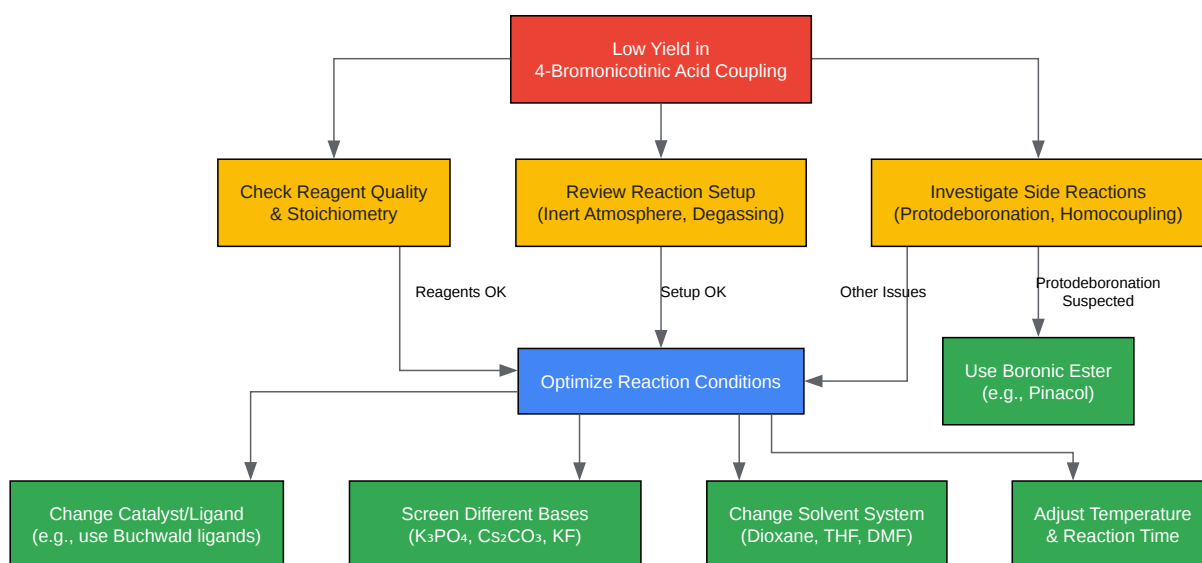 Low Yield in
4-Bromonicotinic Acid Coupling
Check Reagent Quality
& Stoichiometry
Review Reaction Setup
(Inert Atmosphere, Degassing)
Investigate Side Reactions
(Protodeboronation, Homocoupling)
Reagents OK
Setup OK
Other Issues
Protodeboronation
Suspected
Optimize Reaction Conditions
Use Boronic Ester
(e.g., Pinacol)
Change Catalyst/Ligand
(e.g., use Buchwald ligands)
Screen Different Bases
(K₃PO₄, Cs₂CO₃, KF)
Change Solvent System
(Dioxane, THF, DMF)
Adjust Temperature
& Reaction Time